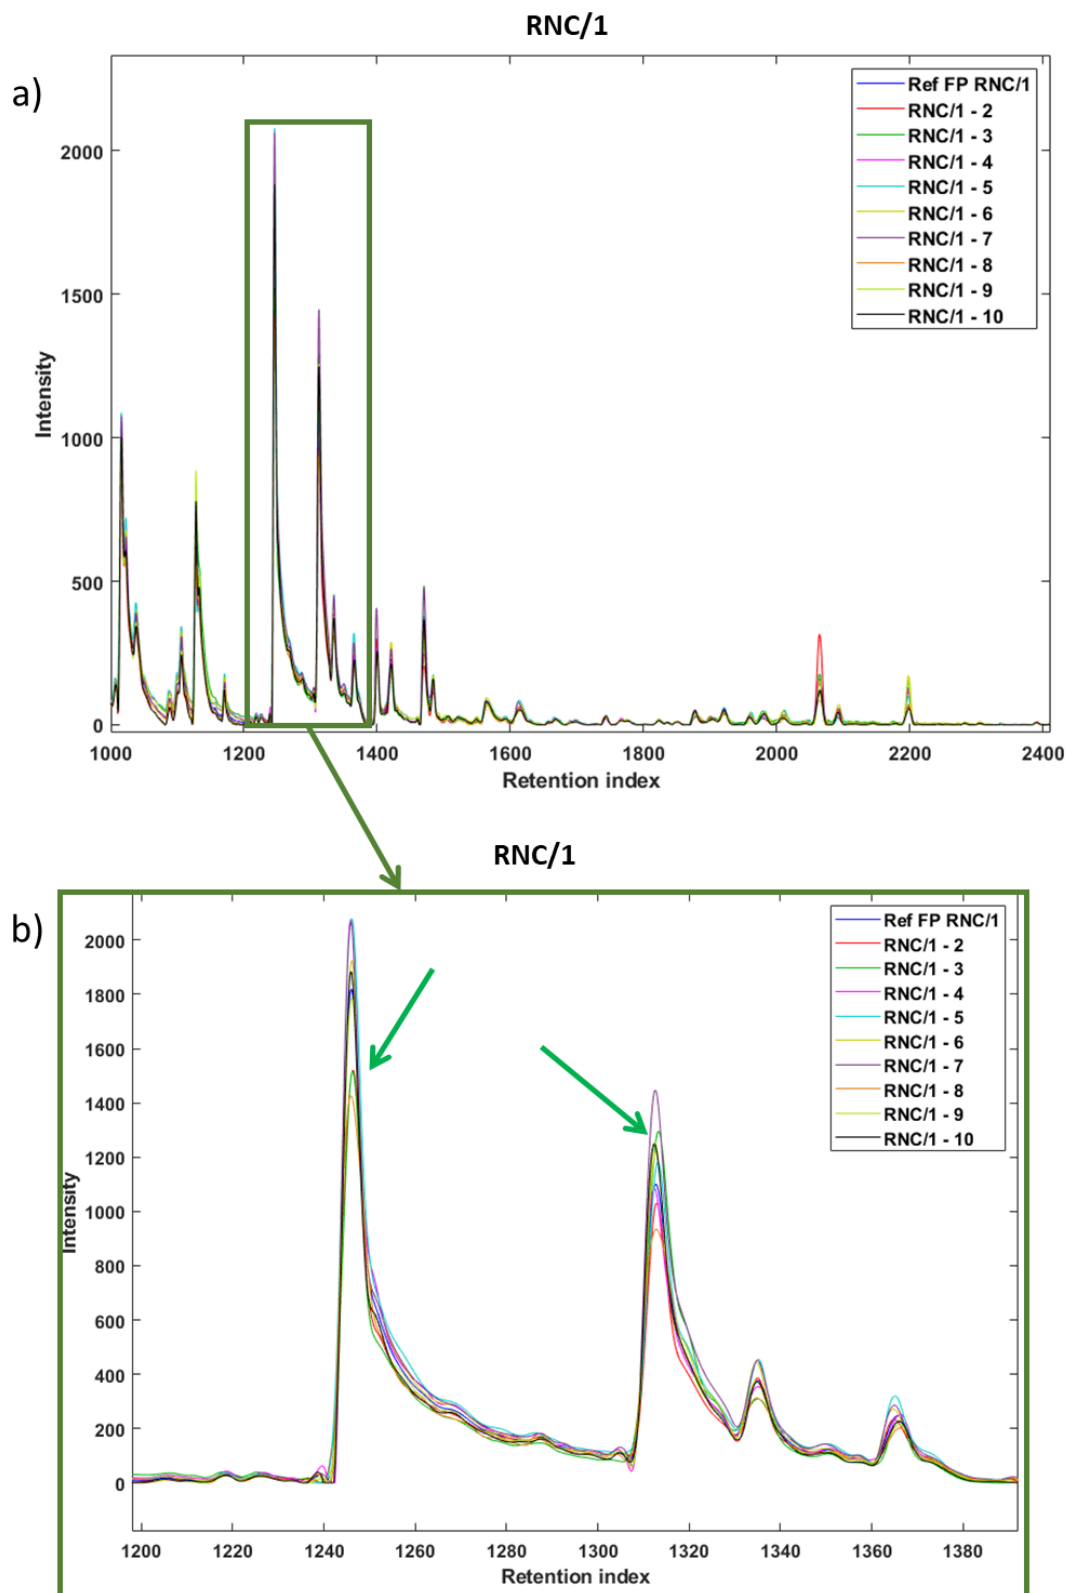 RNC/1
a)
Ref FP RNC/1
RNC/1 - 2
RNC/1 - 3
RNC/1 - 4
RNC/1 - 5
RNC/1 - 6
RNC/1 - 7
RNC/1 - 8
RNC/1 - 9
RNC/1 - 10
2000
1500
1000
500
0
Intensity
1000 1200 1400 1600 1800 2000 2200 2400
Retention index
RNC/1
b)
Ref FP RNC/1
RNC/1 - 2
RNC/1 - 3
RNC/1 - 4
RNC/1 - 5
RNC/1 - 6
RNC/1 - 7
RNC/1 - 8
RNC/1 - 9
RNC/1 - 10
2000
1800
1600
1400
1200
1000
800
600
400
200
0
Intensity
1200 1220 1240 1260 1280 1300 1320 1340 1360 1380
Retention index